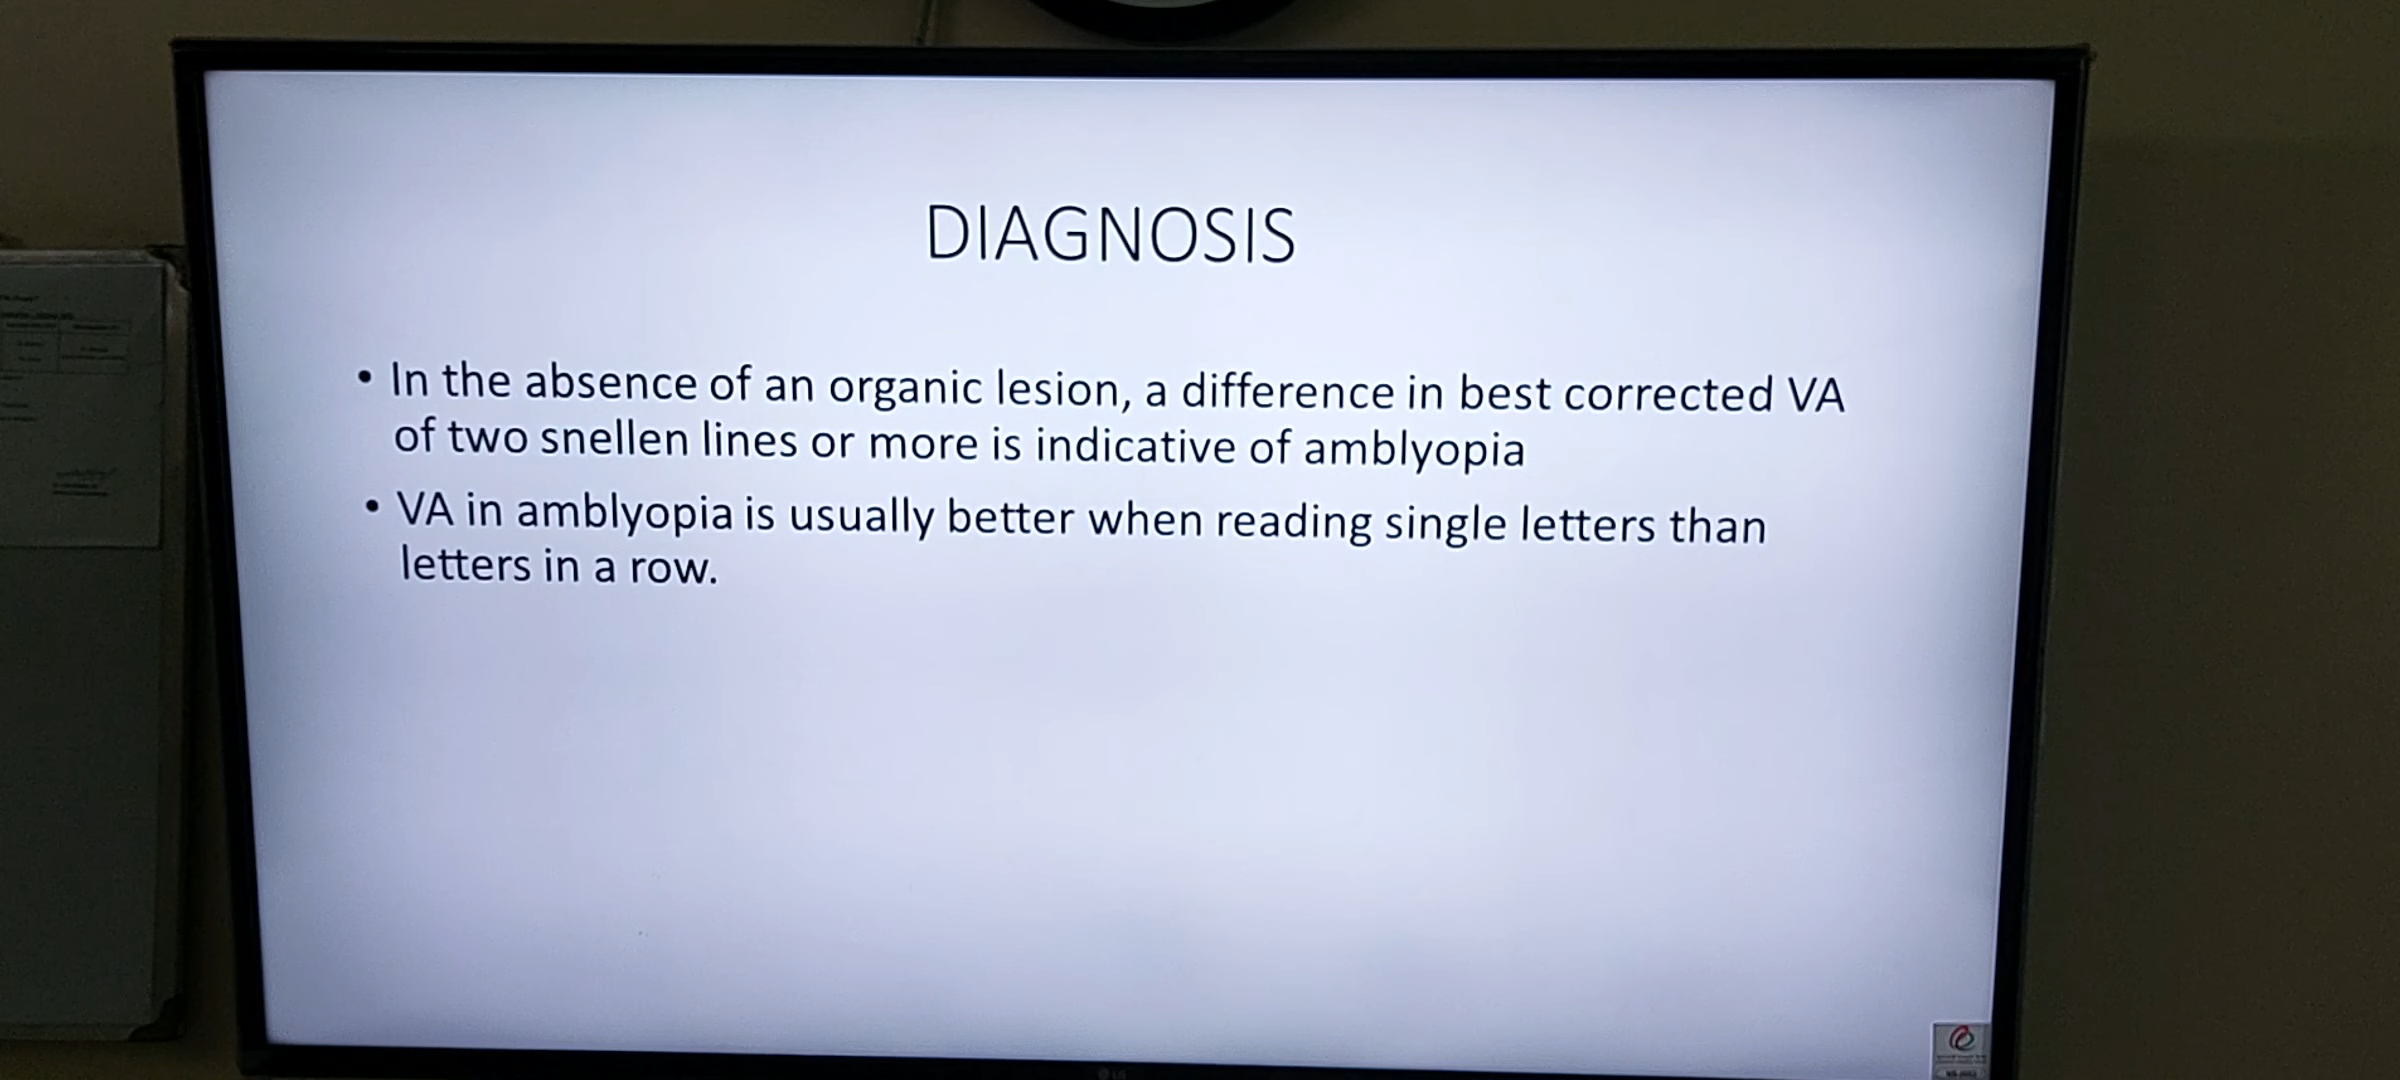 DIAGNOSIS
• In the absence of an organic lesion, a difference in best corrected VA
of two snellen lines or more is indicative of amblyopia
• VA in amblyopia is usually better when reading single letters than
letters in a row.
LG